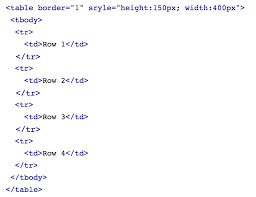 <table border="1" sryle="height:150px; width:400px">
<tbody>
<tr>
<td>Row 1</td>
</tr>
<tr>
<td>Row 2</td>
</tr>
<tr>
<td>Row 3</td>
</tr>
<tr>
<td>Row 4</td>
</tr>
</tbody>
</table>